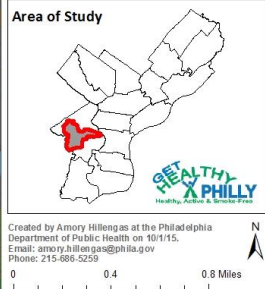 Area of Study
GET
HEALTHY
PHILLY
Healthy, Active & Smoke-Free
Created by Amory Hillengas at the Philadelphia
Department of Public Health on 10/1/15.
Email: amory.hillengas@phila.gov
Phone: 215-686-5259
N
0 0.4 0.8 Miles